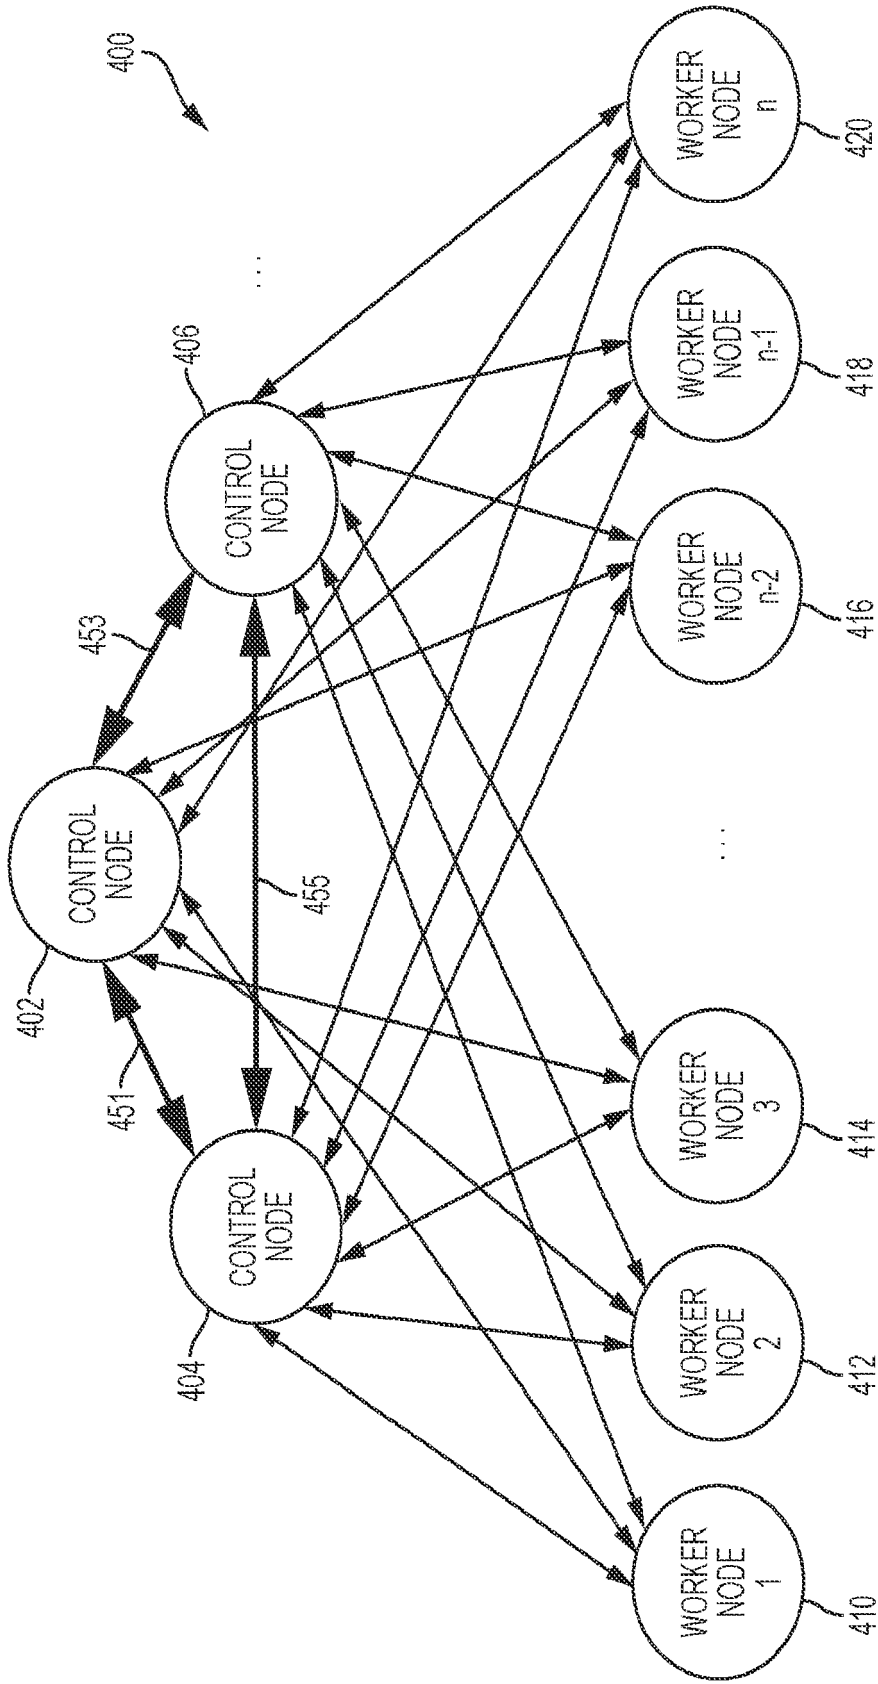 400
402
CONTROL
NODE
451
453
404
CONTROL
NODE
455
406
CONTROL
NODE
...
WORKER
NODE
1
410
WORKER
NODE
2
412
WORKER
NODE
3
414
...
WORKER
NODE
n-2
416
WORKER
NODE
n-1
418
WORKER
NODE
n
420